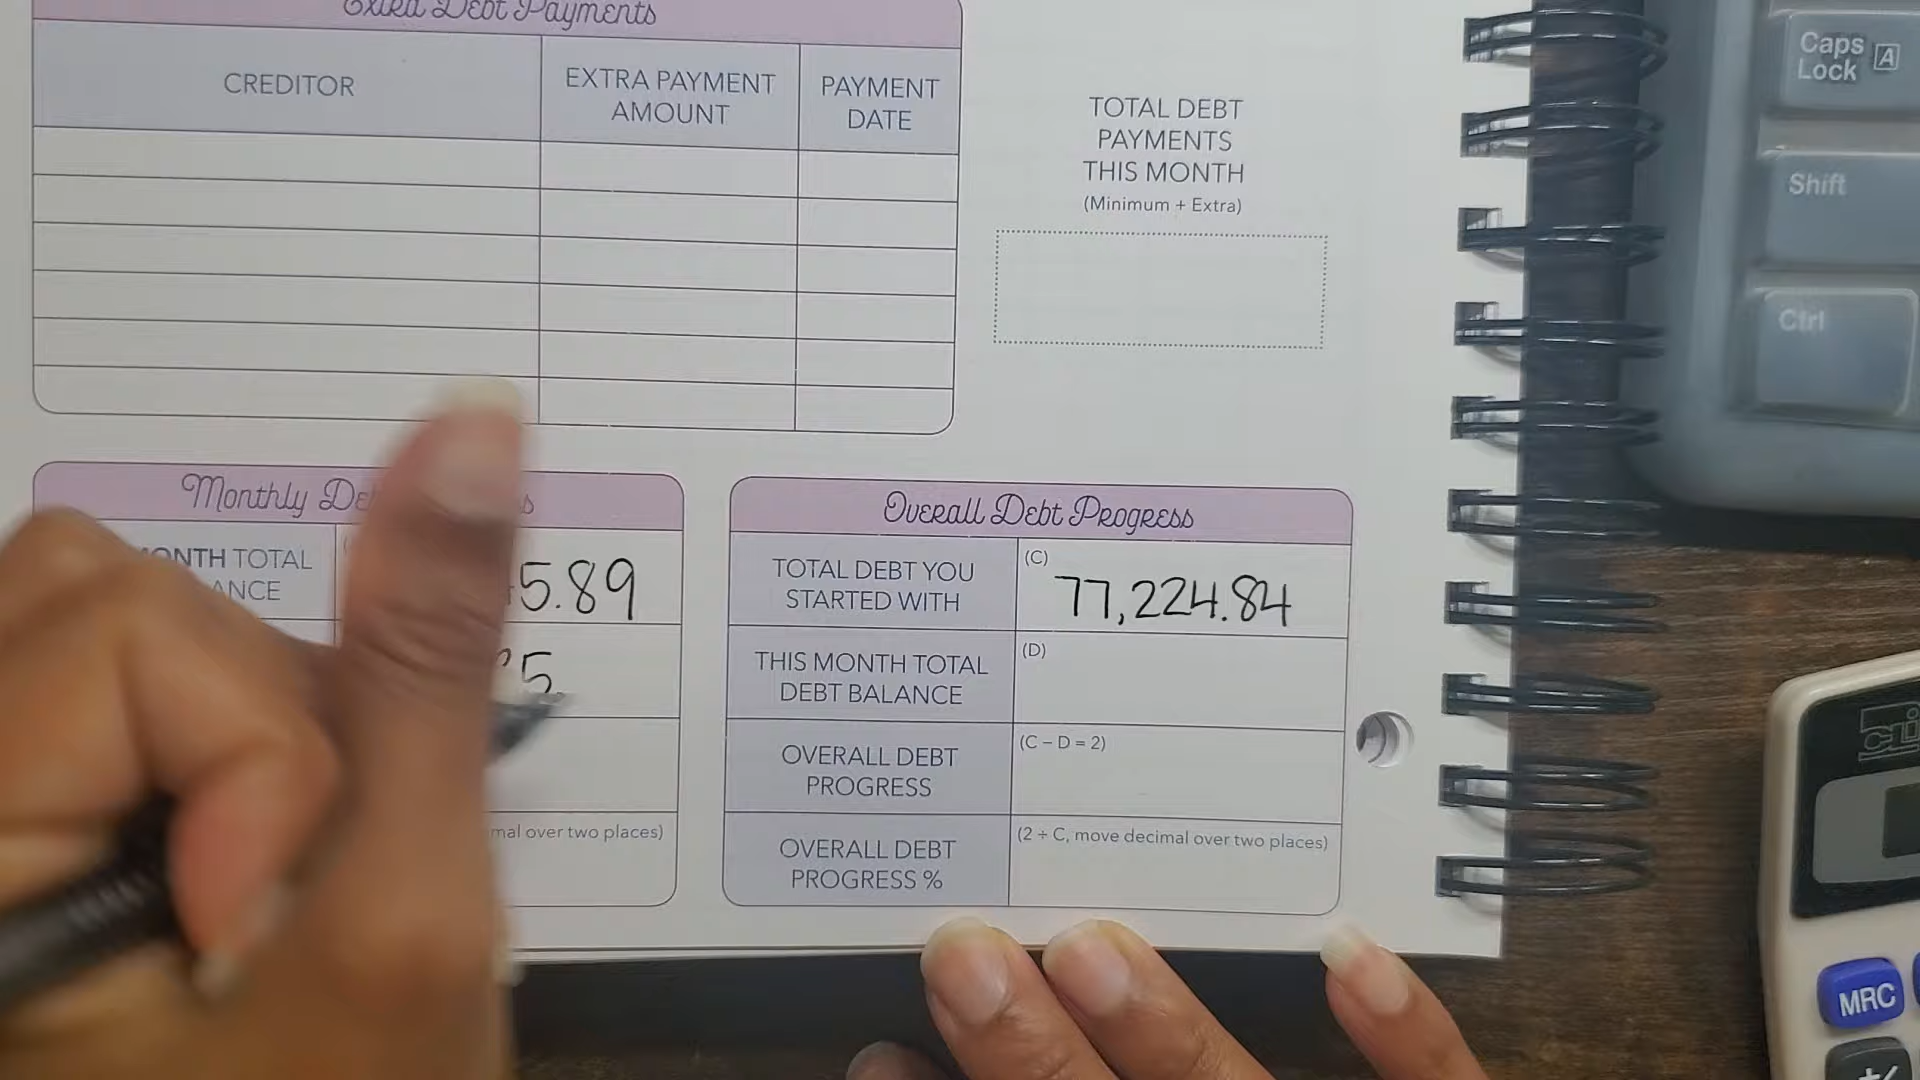 Extra Debt Payments
CREDITOR
EXTRA PAYMENT
AMOUNT
PAYMENT
DATE
TOTAL DEBT
PAYMENTS
THIS MONTH
(Minimum + Extra)
Monthly
MONTH TOTAL
5.89
5.
mal over two places)
Overall Debt Progress
TOTAL DEBT YOU
STARTED WITH
(C)
77,224.84
THIS MONTH TOTAL
DEBT BALANCE
(D)
OVERALL DEBT
PROGRESS
(C – D = 2)
OVERALL DEBT
PROGRESS %
(2 ÷ C, move decimal over two places)
Caps
Lock
A
Shift
Ctrl
MRC